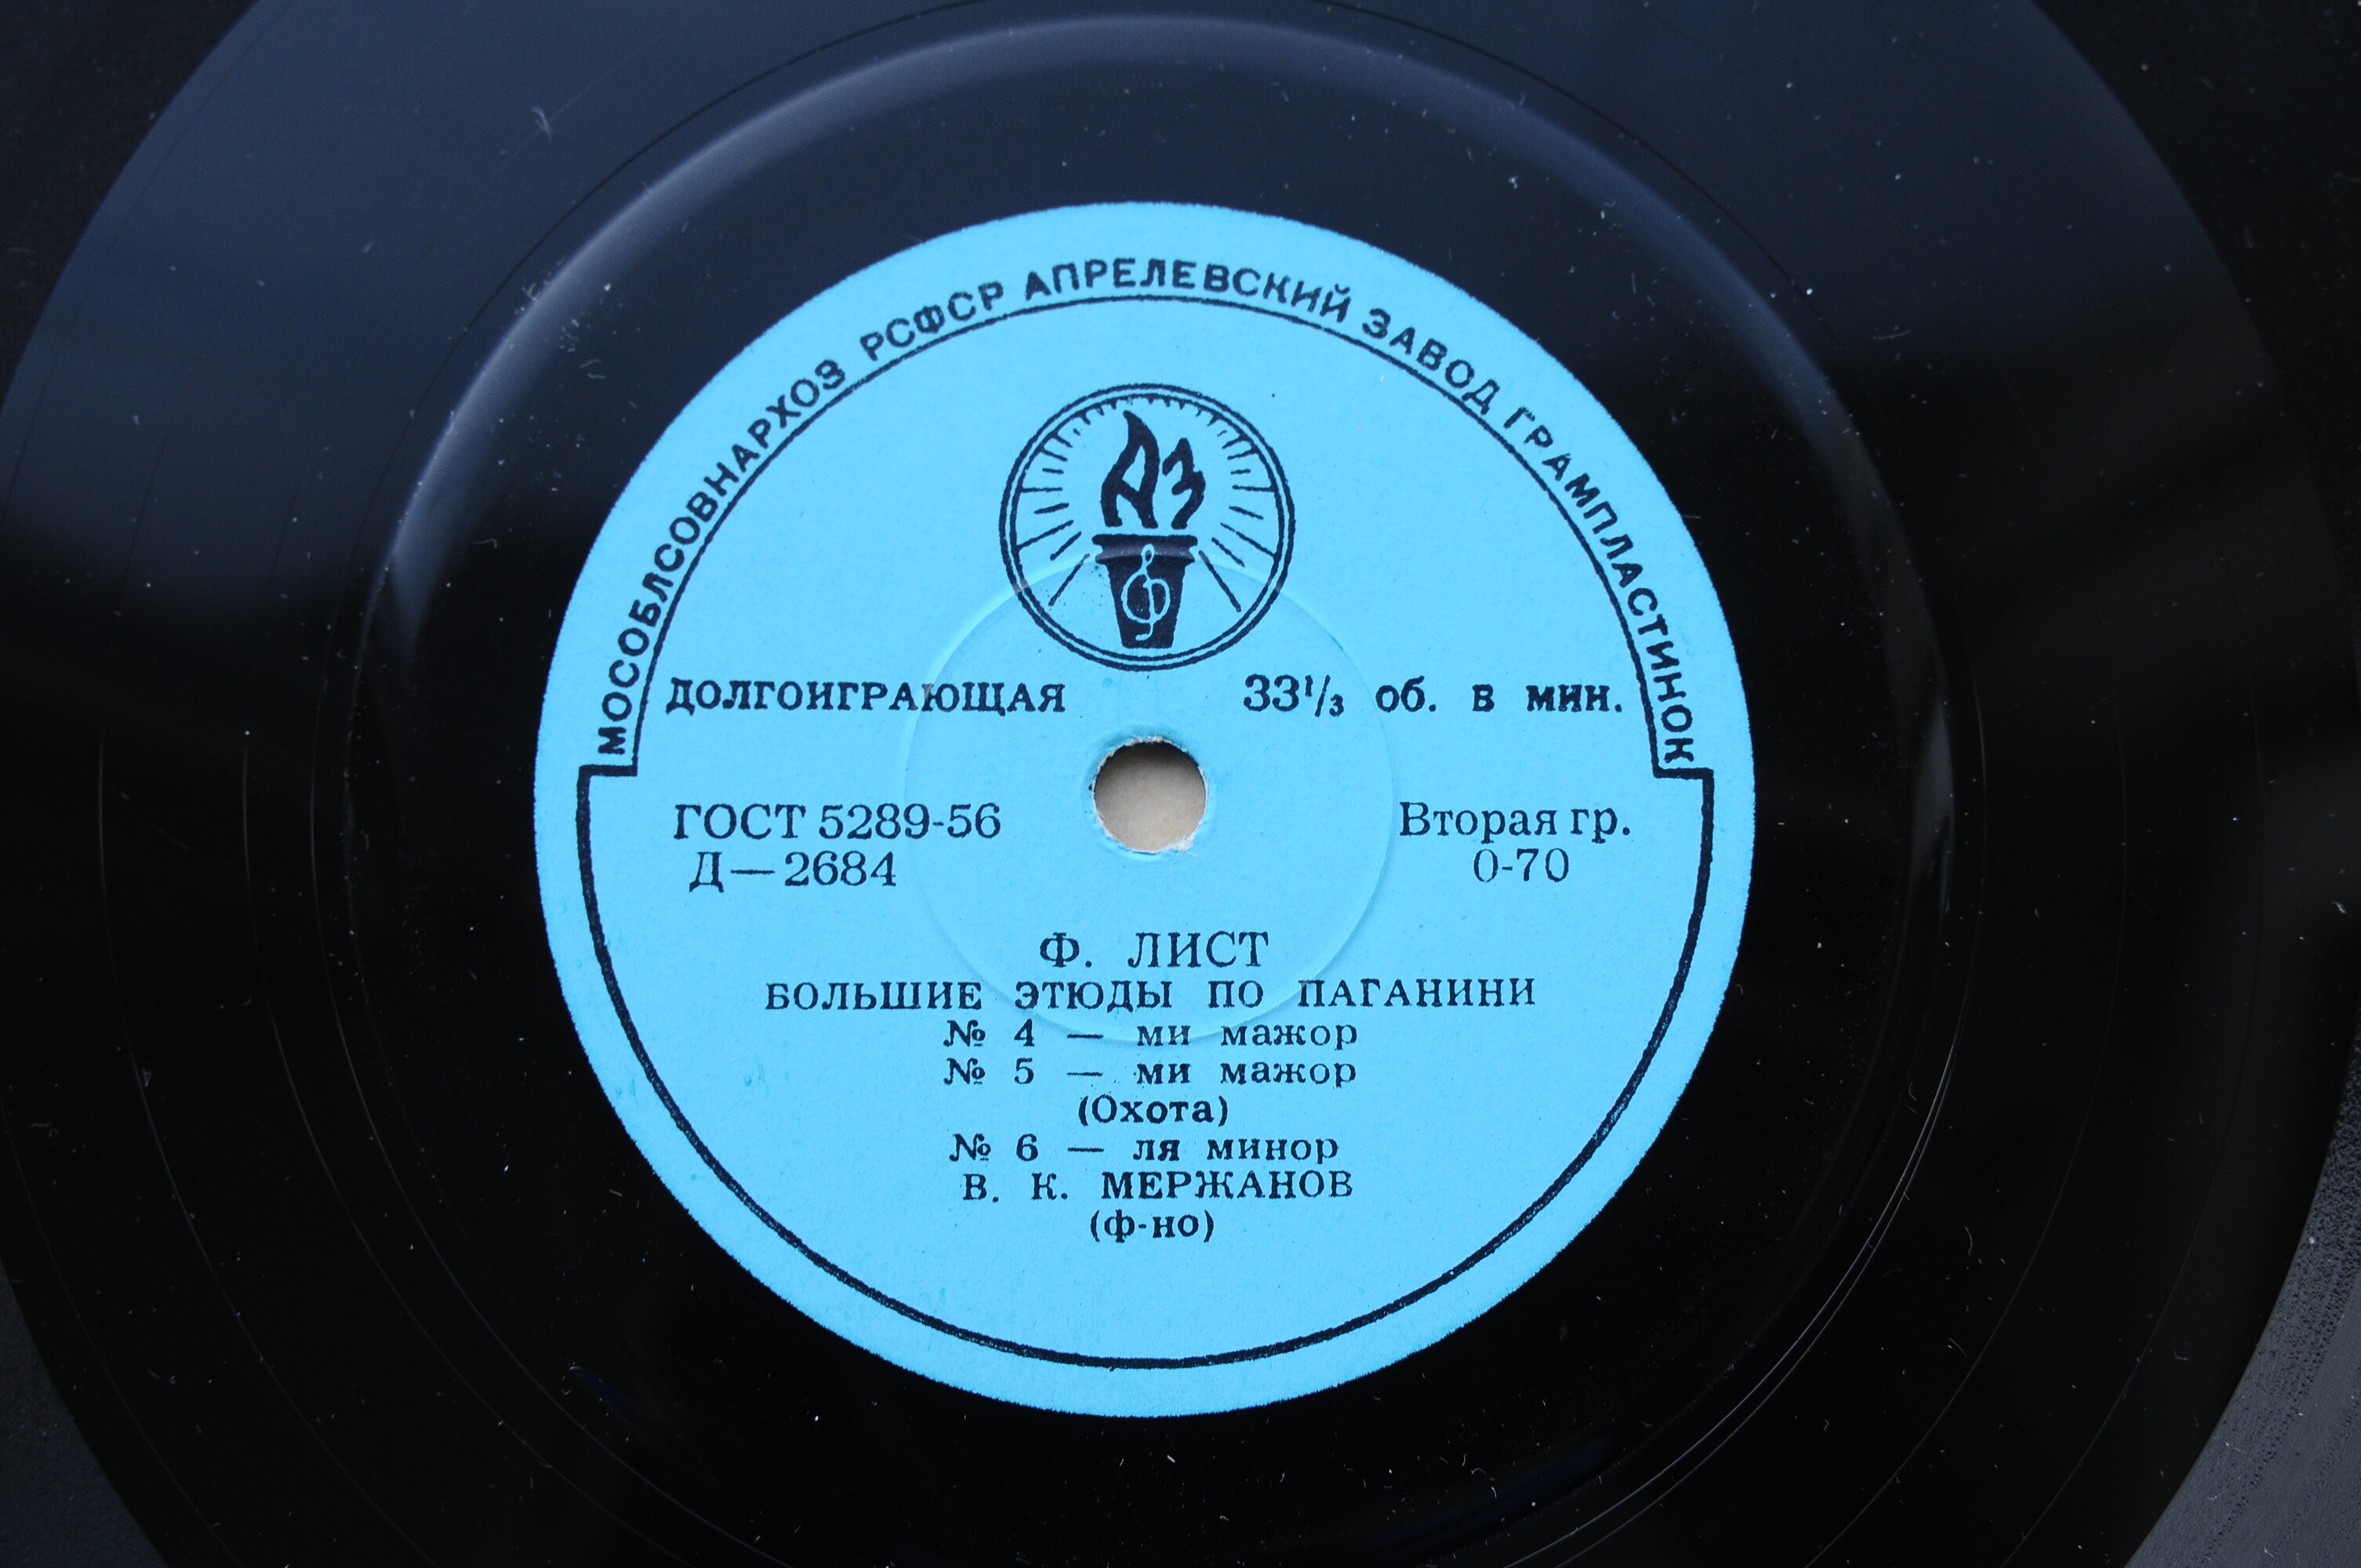 МОСОБЛСОВНАРХОЗ РСФСР АПРЕЛЕВСКИЙ ЗАВОД ГРАМПЛАСТИНОК
АЗ
ДОЛГОИГРАЮЩАЯ 33⅓ об. в мин.
ГОСТ 5289-56 Вторая гр.
Д—2684 0-70
Ф. ЛИСТ
БОЛЬШИЕ ЭТЮДЫ ПО ПАГАНИНИ
№ 4 — ми мажор
№ 5 — ми мажор
(Охота)
№ 6 — ля минор
В. К. МЕРЖАНОВ
(ф-но)